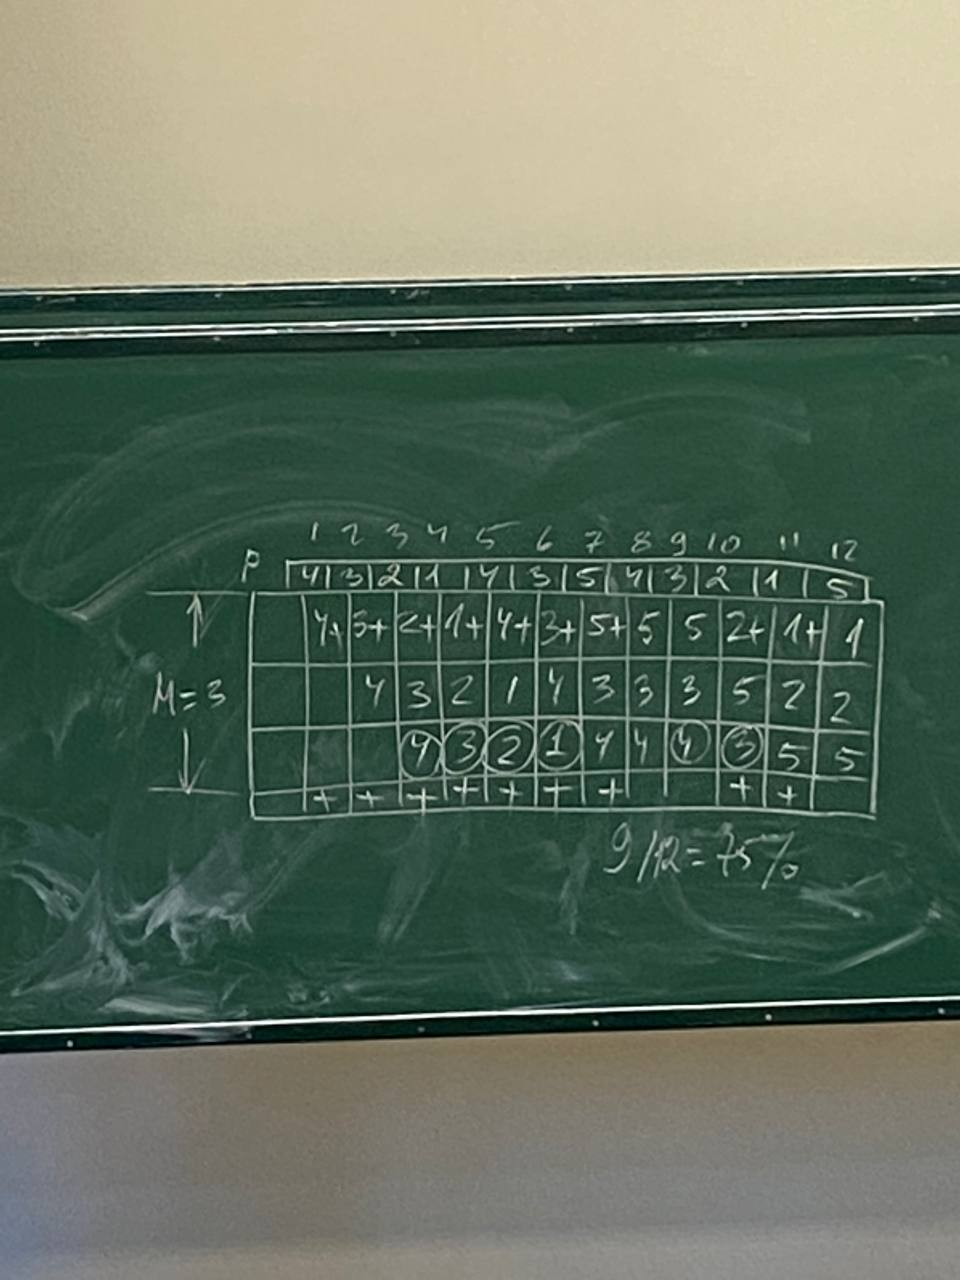 1 2 3 4 5 6 7 8 9 10 11 12
P 4 3 2 1 4 3 5 4 3 2 1 5
4+ 3+ 2+ 1+ 4+ 3+ 5+ 5 5 2+ 1+ 1
M=3 4 3 2 1 4 3 3 3 5 2 2
4 3 2 1 4 4 4 3 5 5
+ + + + + + + + +
9/12=75%